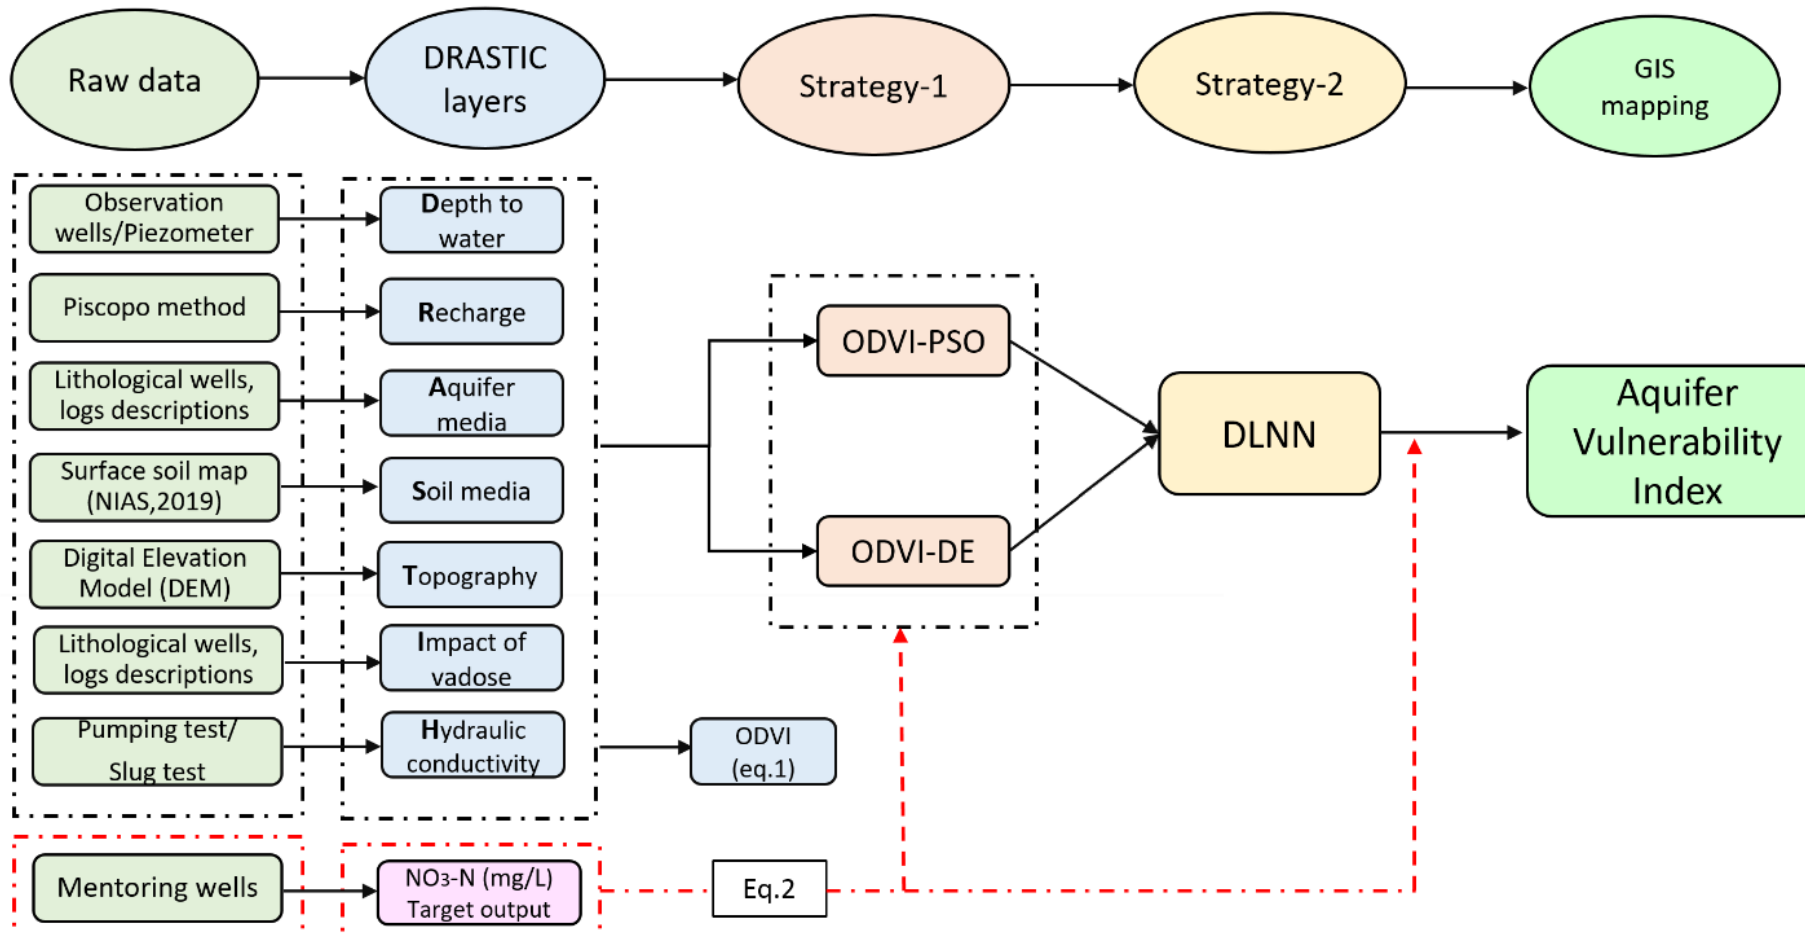 Raw data
DRASTIC
layers
Strategy-1
Strategy-2
GIS
mapping
Observation
wells/Piezometer
Depth to
water
Piscopo method
Recharge
Lithological wells,
logs descriptions
Aquifer
media
Surface soil map
(NIAS,2019)
Soil media
Digital Elevation
Model (DEM)
Topography
Lithological wells,
logs descriptions
Impact of
vadose
Pumping test/
Slug test
Hydraulic
conductivity
ODVI
(eq.1)
ODVI-PSO
ODVI-DE
DLNN
Aquifer
Vulnerability
Index
Mentoring wells
NO₃-N (mg/L)
Target output
Eq.2